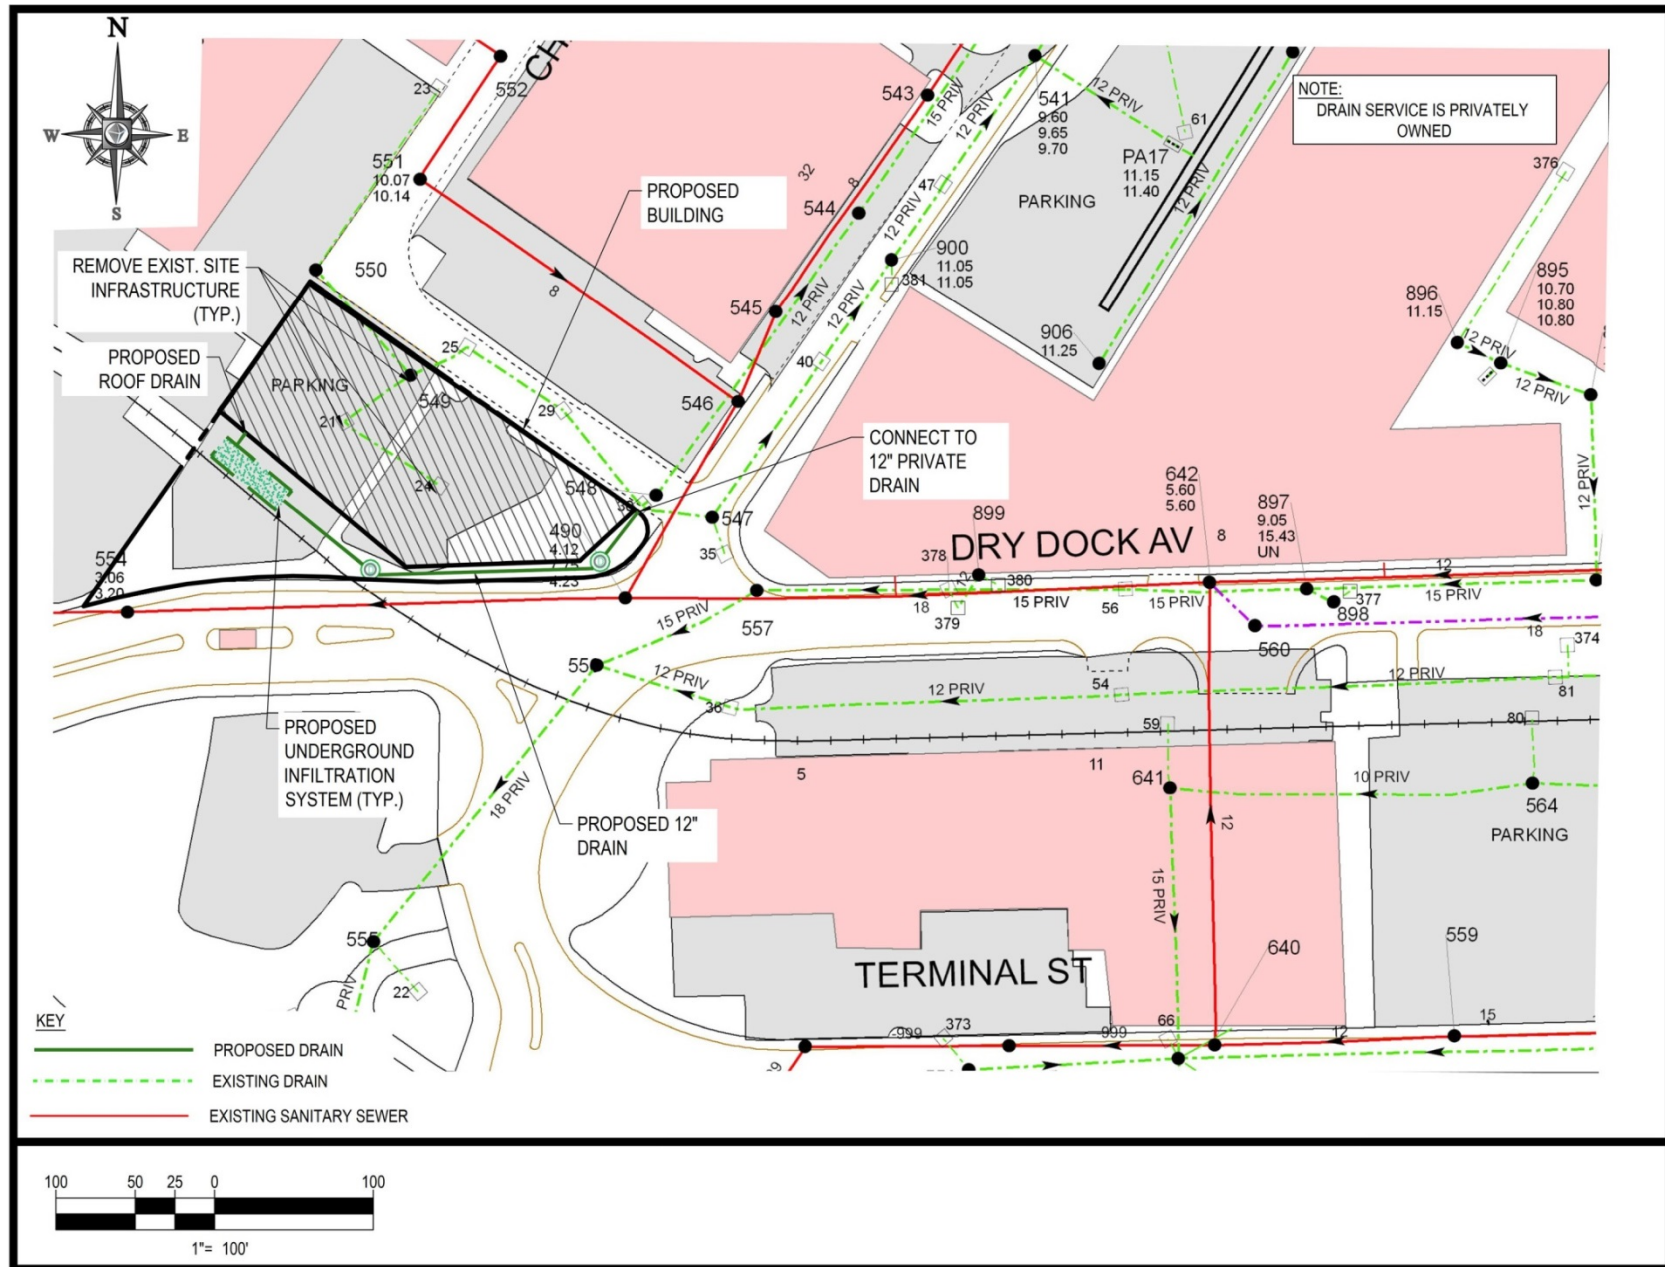 N
W
E
S
NOTE:
DRAIN SERVICE IS PRIVATELY
OWNED
23
552
543
15 PRIV
12 PRIV
541
9.60
9.65
9.70
12 PRIV
61
PA17
11.15
11.40
12 PRIV
PARKING
376
551
10.07
10.14
PROPOSED
BUILDING
32
8
544
47
12 PRIV
900
11.05
11.05
381
REMOVE EXIST. SITE
INFRASTRUCTURE
(TYP.)
550
8
545
12 PRIV
12 PRIV
906
11.25
896
11.15
895
10.70
10.80
10.80
12 PRIV
12 PRIV
PROPOSED
ROOF DRAIN
PARKING
25
549
40
21
29
546
24
548
CONNECT TO
12" PRIVATE
DRAIN
12 PRIV
547
35
490
4.12
4.23
554
3.06
3.20
899
378
DRY DOCK AV
642
5.60
5.60
8
897
9.05
15.43
UN
12
12
380
18
379
15 PRIV
56
15 PRIV
377
15 PRIV
898
15 PRIV
557
560
18
374
55
12 PRIV
36
12 PRIV
54
12 PRIV
81
59
80
PROPOSED
UNDERGROUND
INFILTRATION
SYSTEM (TYP.)
18 PRIV
5
11
641
10 PRIV
564
PROPOSED 12"
DRAIN
12
PARKING
15 PRIV
555
559
640
TERMINAL ST
22
PRIV
-999
373
999
66
12
15
KEY
PROPOSED DRAIN
EXISTING DRAIN
EXISTING SANITARY SEWER
100
50
25
0
100
1"= 100'